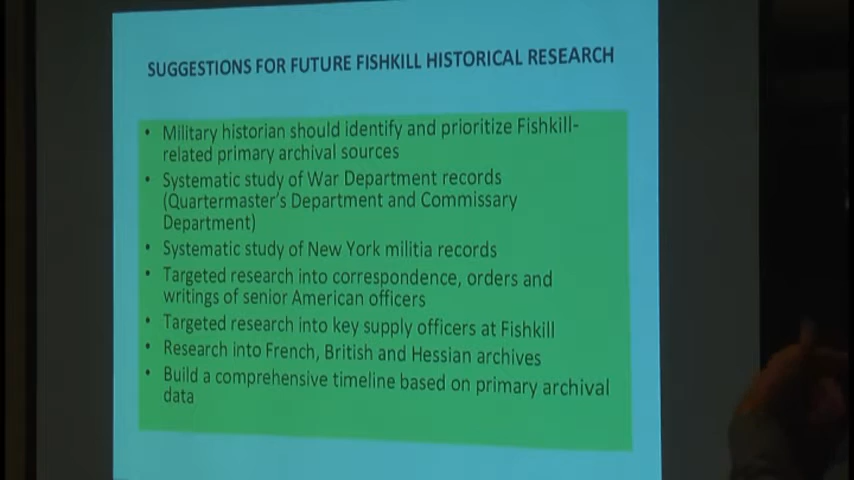 SUGGESTIONS FOR FUTURE FISHKILL HISTORICAL RESEARCH
• Military historian should identify and prioritize Fishkill-
related primary archival sources
• Systematic study of War Department records
(Quartermaster's Department and Commissary
Department)
• Systematic study of New York militia records
• Targeted research into correspondence, orders and
writings of senior American officers
• Targeted research into key supply officers at Fishkill
• Research into French, British and Hessian archives
• Build a comprehensive timeline based on primary archival
data